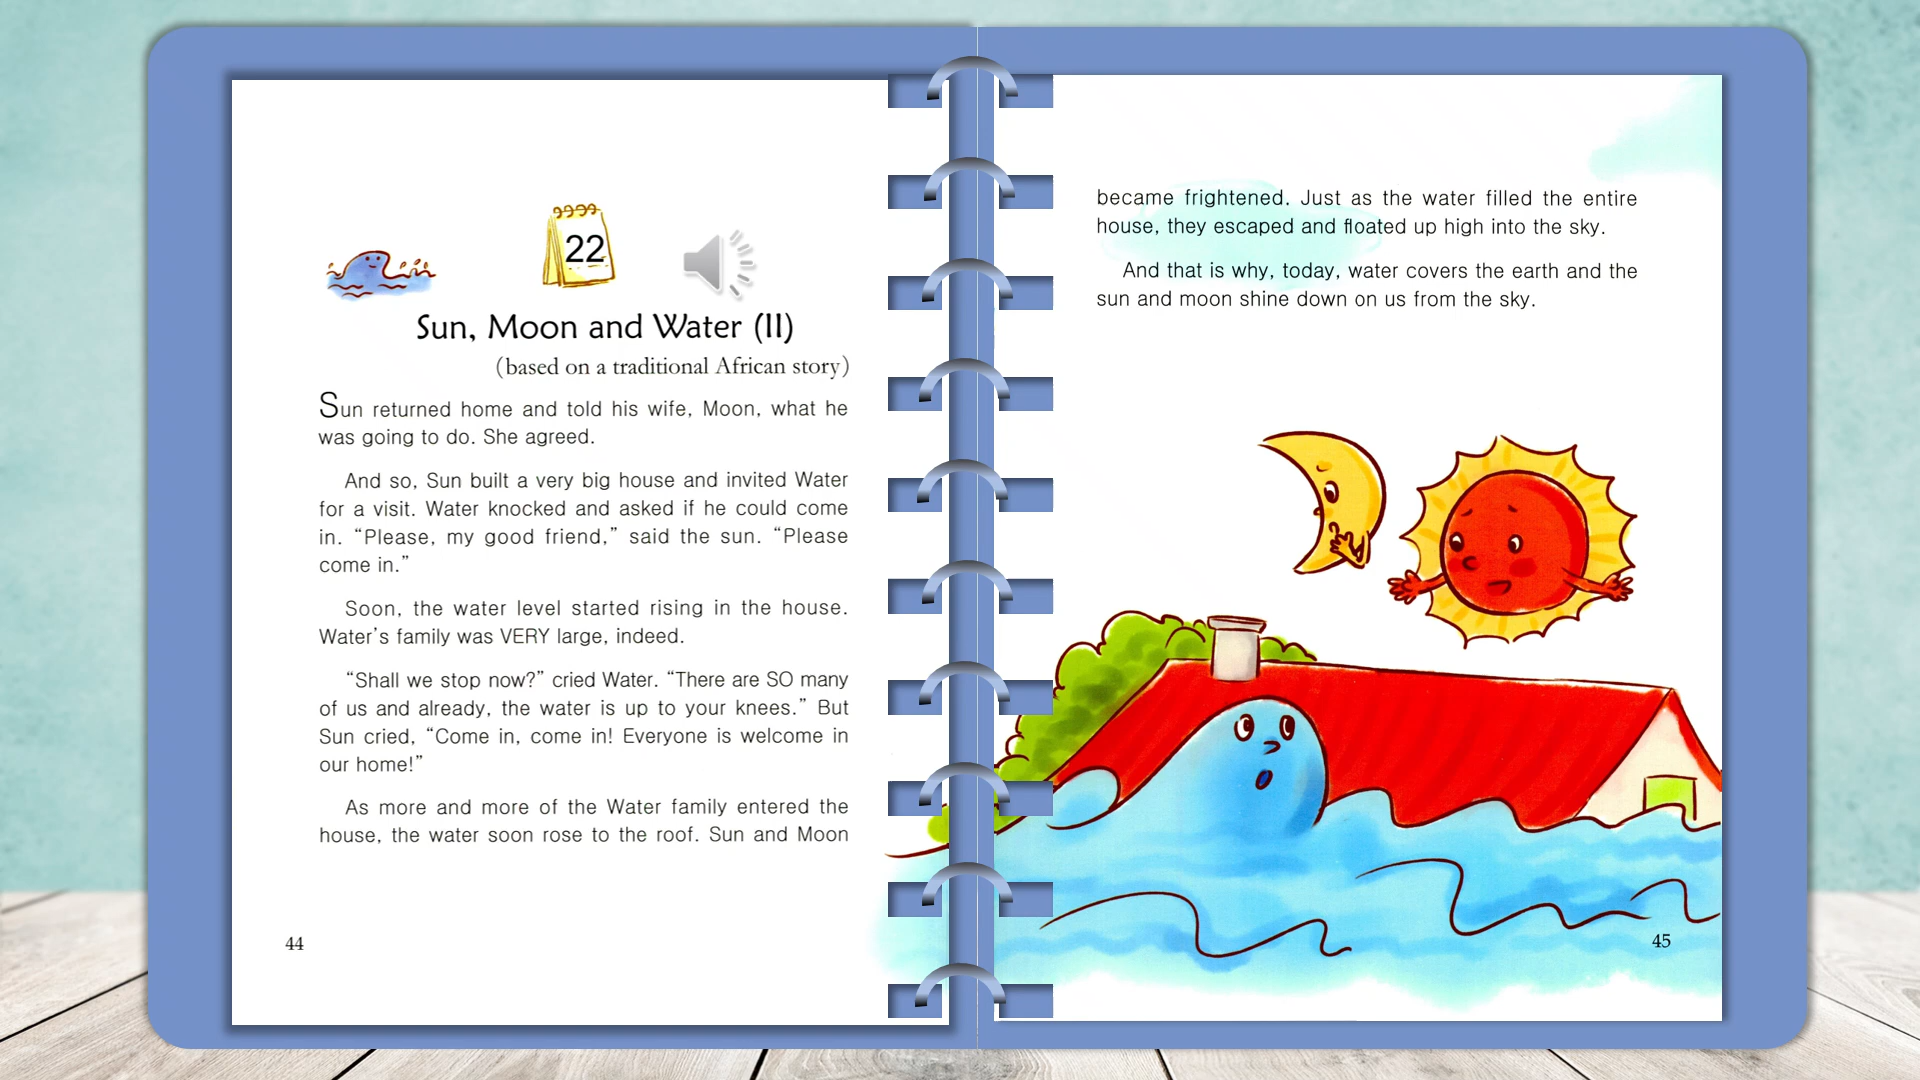 22
Sun, Moon and Water (II)
(based on a traditional African story)
Sun returned home and told his wife, Moon, what he
was going to do. She agreed.
And so, Sun built a very big house and invited Water
for a visit. Water knocked and asked if he could come
in. “Please, my good friend,” said the sun. “Please
come in.”
Soon, the water level started rising in the house.
Water’s family was VERY large, indeed.
“Shall we stop now?” cried Water. “There are SO many
of us and already, the water is up to your knees.” But
Sun cried, “Come in, come in! Everyone is welcome in
our home!”
As more and more of the Water family entered the
house, the water soon rose to the roof. Sun and Moon
44
became frightened. Just as the water filled the entire
house, they escaped and floated up high into the sky.
And that is why, today, water covers the earth and the
sun and moon shine down on us from the sky.
45